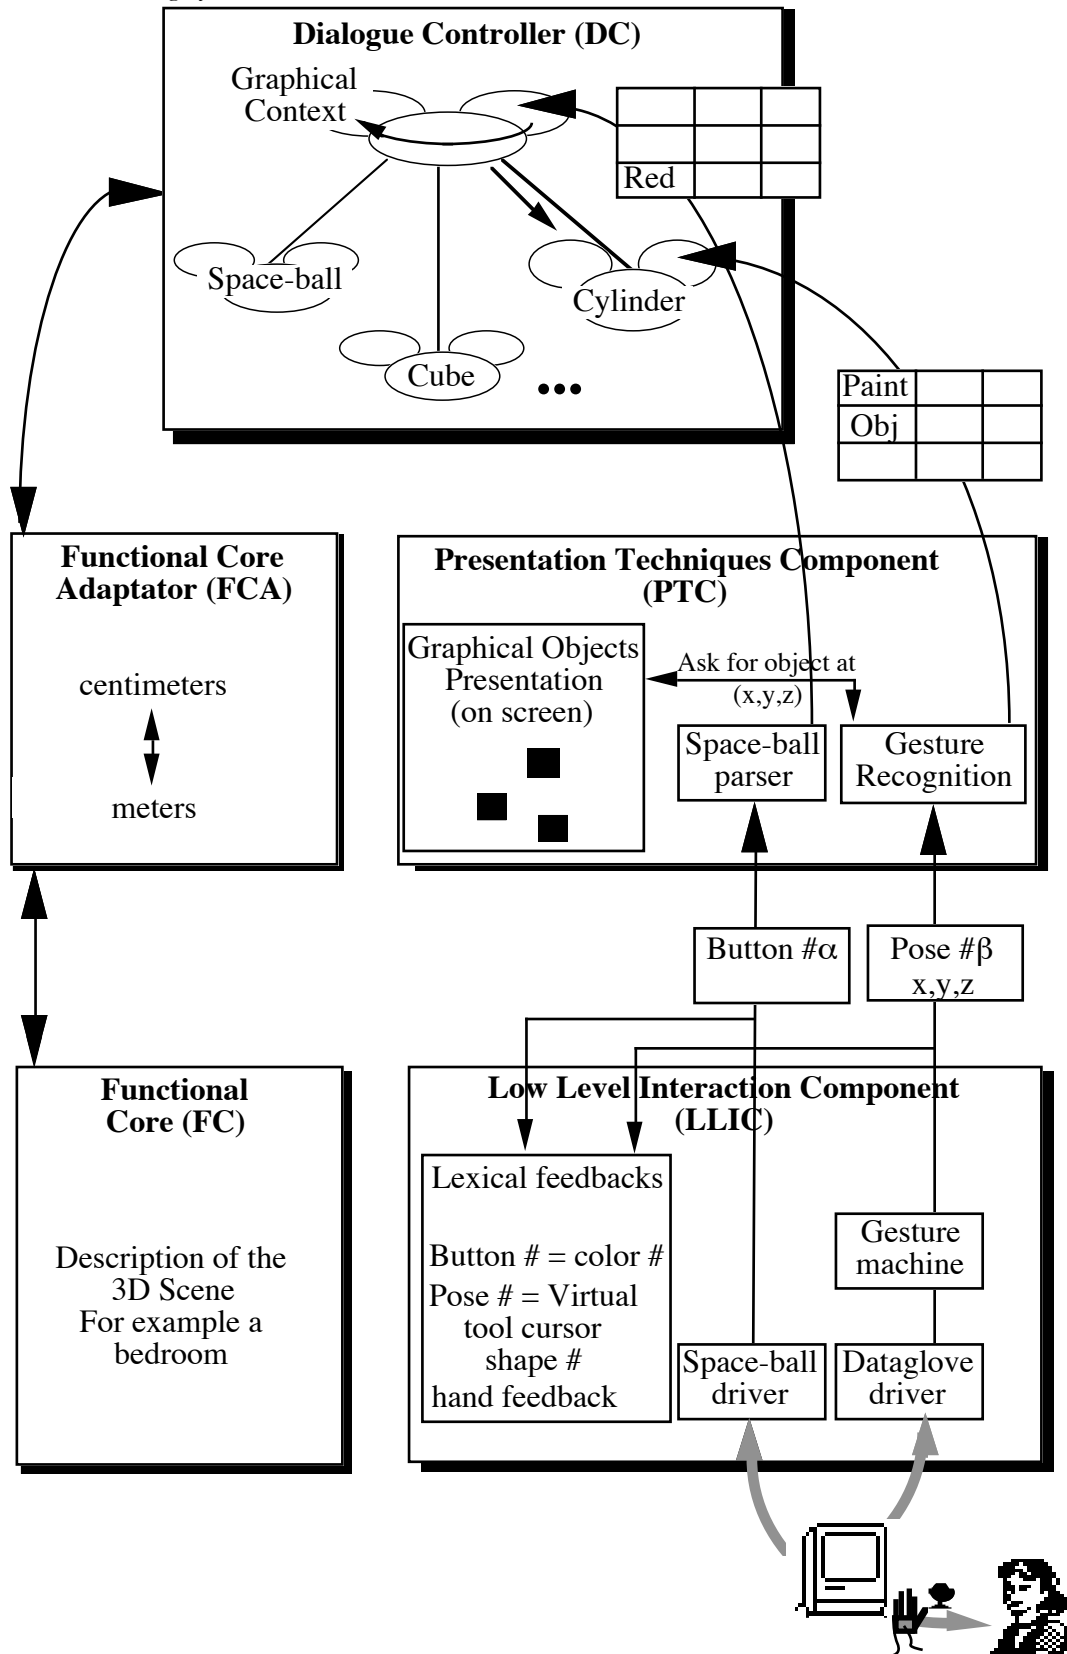 Dialogue Controller (DC)
Graphical
Context
Red
Space-ball
Cylinder
Cube
•••
Paint
Obj
Functional Core
Adaptator (FCA)
centimeters
meters
Presentation Techniques Component
(PTC)
Graphical Objects
Presentation
(on screen)
Ask for object at
(x,y,z)
Space-ball
parser
Gesture
Recognition
Button #α
Pose #β
x,y,z
Functional
Core (FC)
Description of the
3D Scene
For example a
bedroom
Low Level Interaction Component
(LLIC)
Lexical feedbacks
Button # = color #
Pose # = Virtual
tool cursor
shape #
hand feedback
Gesture
machine
Space-ball
driver
Dataglove
driver